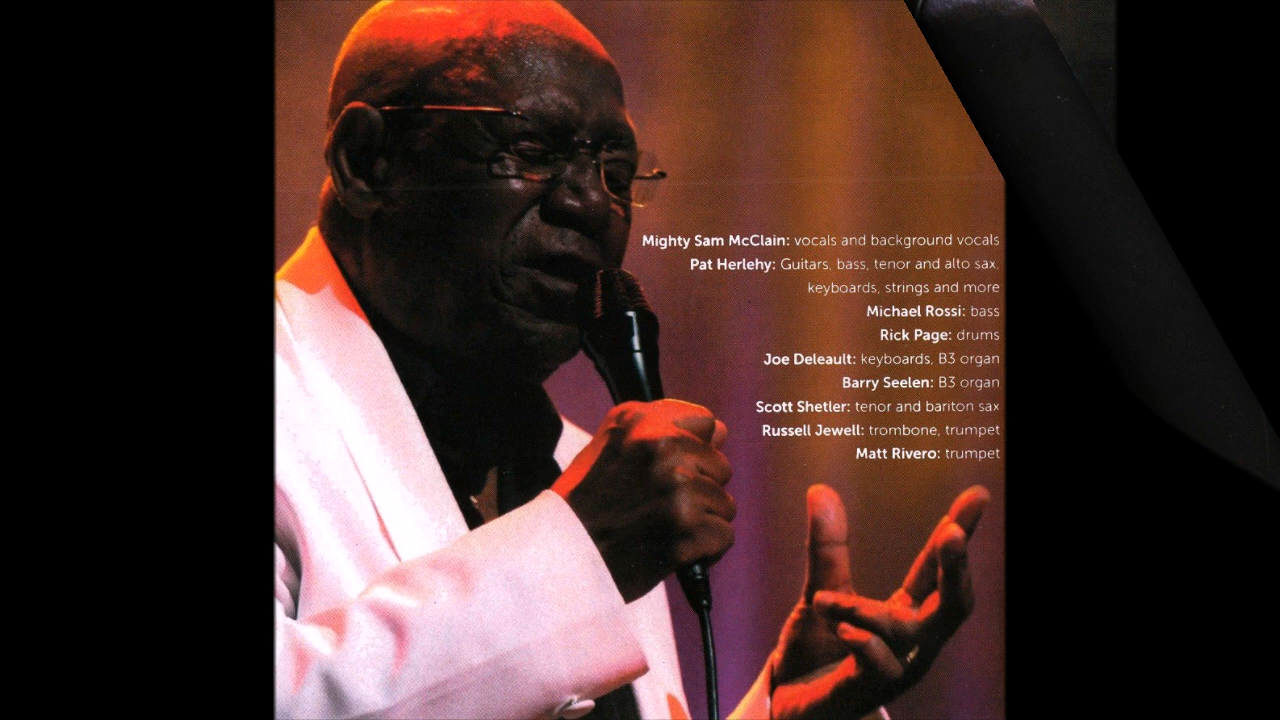 Mighty Sam McClain: vocals and background vocals
Pat Herlehy: Guitars, bass, tenor and alto sax,
keyboards, strings and more
Michael Rossi: bass
Rick Page: drums
Joe Deleault: keyboards, B3 organ
Barry Seelen: B3 organ
Scott Shetler: tenor and bariton sax
Russell Jewell: trombone, trumpet
Matt Rivero: trumpet